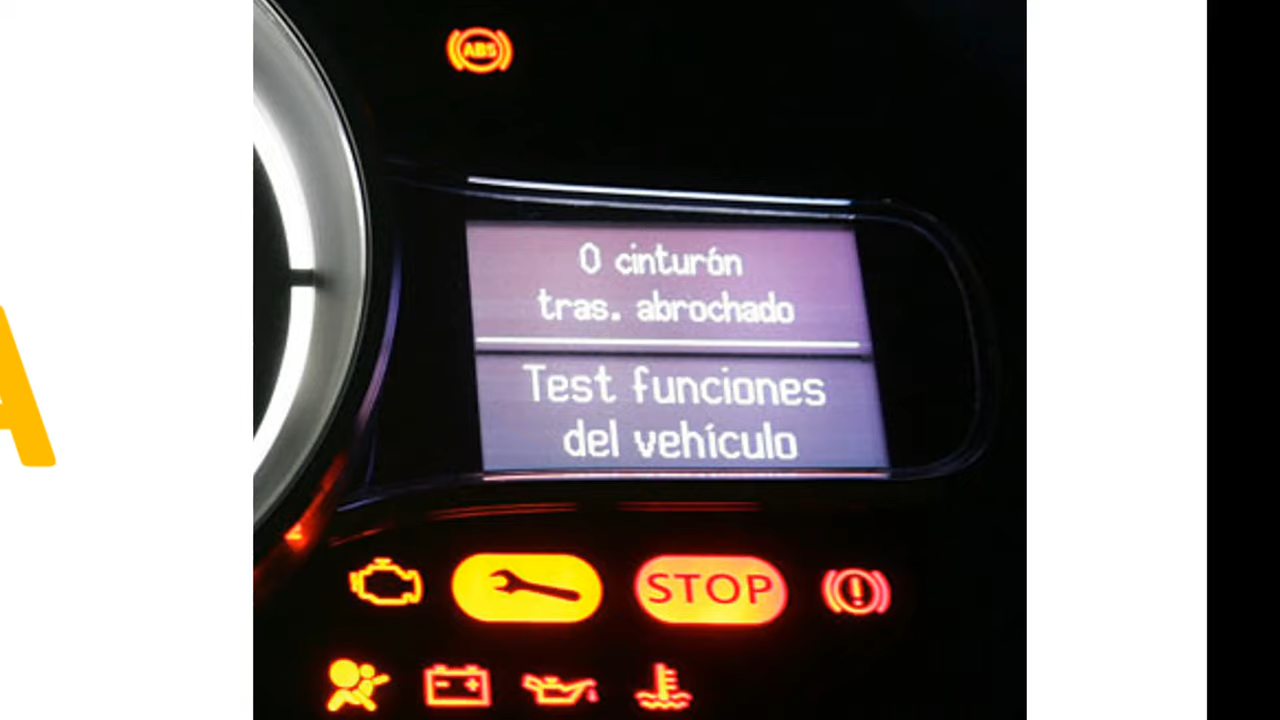 ABS
0 cinturón
tras. abrochado
Test funciones
del vehículo
STOP
A